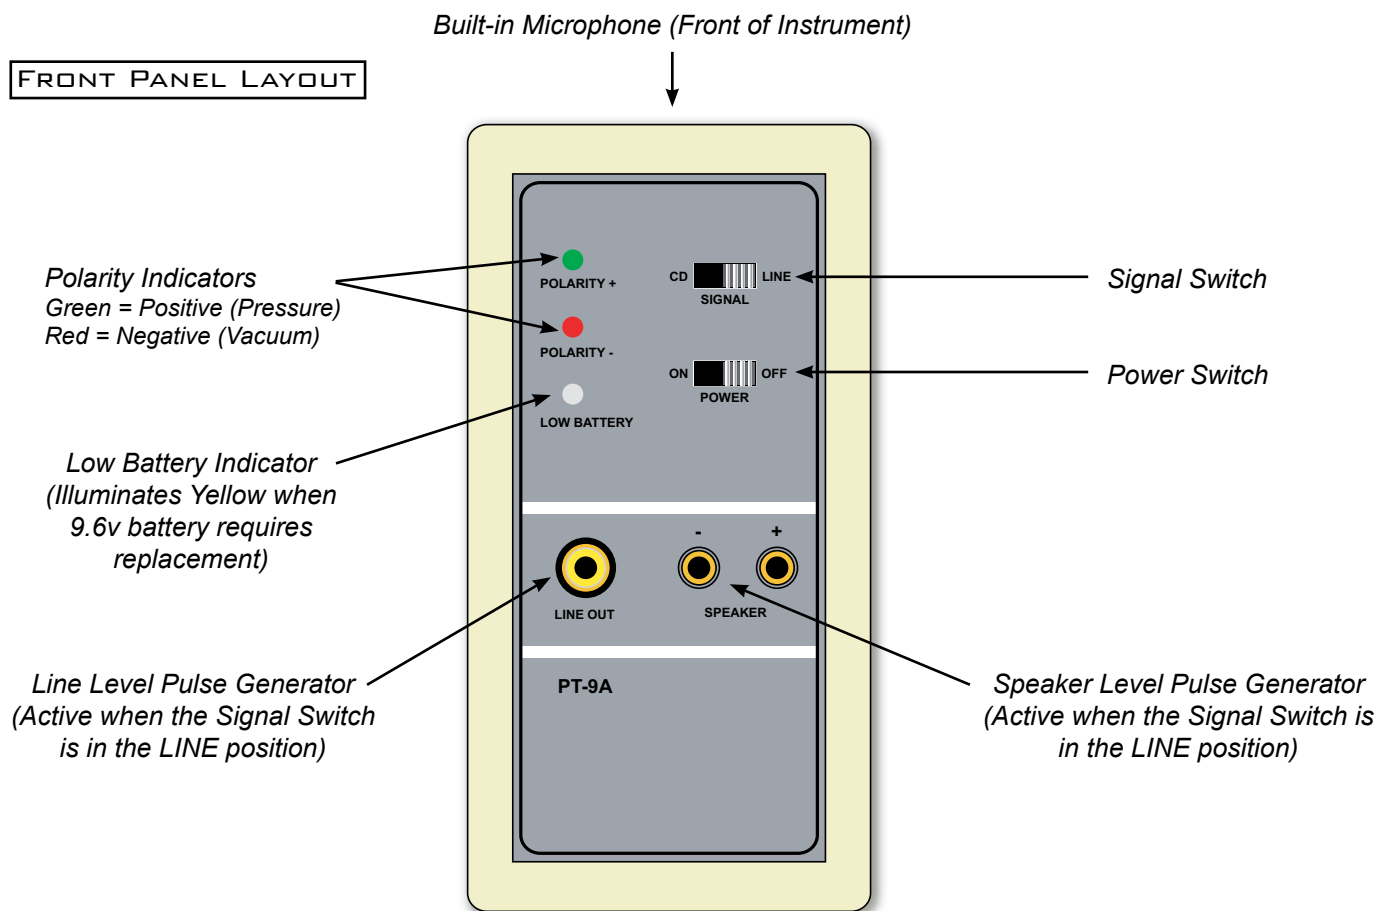 Built-in Microphone (Front of Instrument)
FRONT PANEL LAYOUT
Polarity Indicators
Green = Positive (Pressure)
Red = Negative (Vacuum)
POLARITY +
POLARITY -
LOW BATTERY
CD
LINE
SIGNAL
ON
OFF
POWER
Signal Switch
Power Switch
Low Battery Indicator
(Illuminates Yellow when
9.6v battery requires
replacement)
- +
LINE OUT
SPEAKER
PT-9A
Line Level Pulse Generator
(Active when the Signal Switch
is in the LINE position)
Speaker Level Pulse Generator
(Active when the Signal Switch is
in the LINE position)